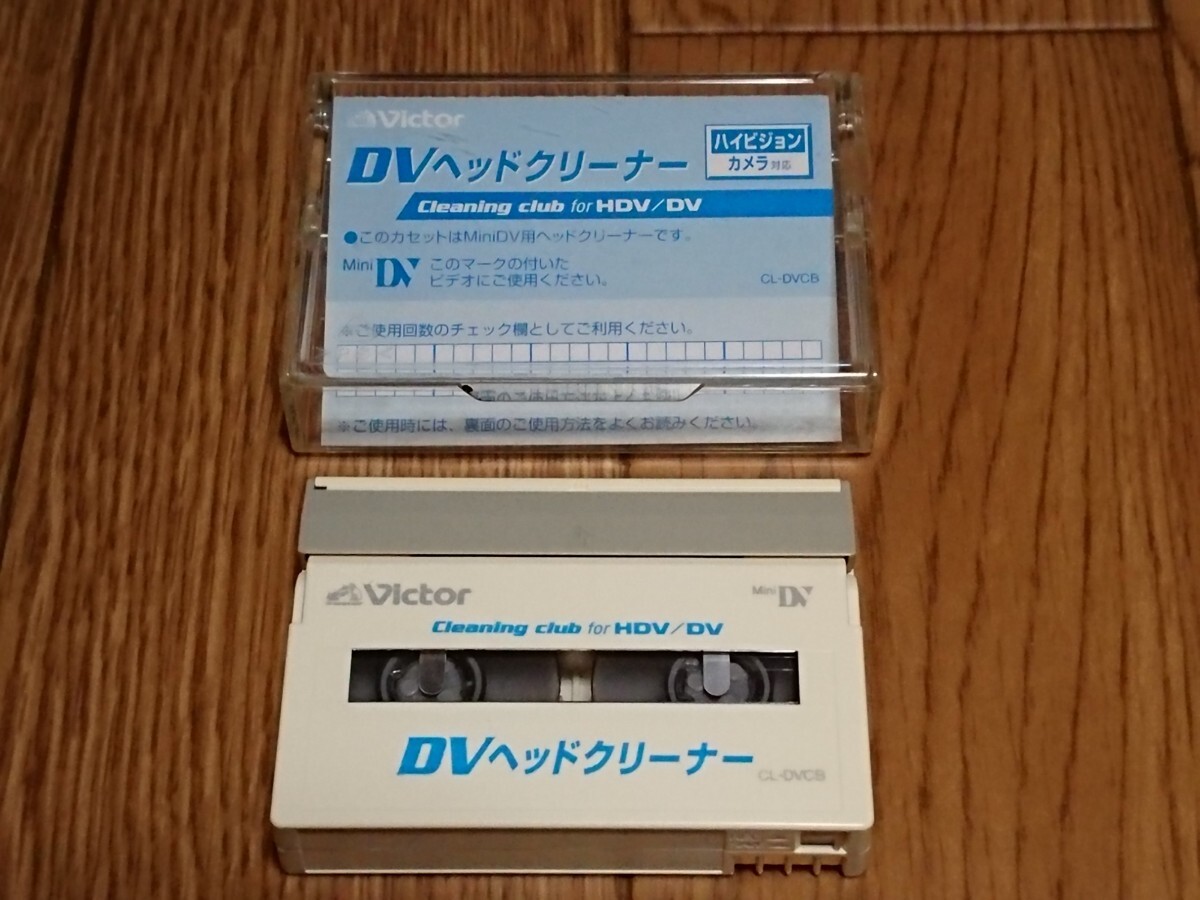 Victor
DVヘッドクリーナー
ハイビジョン
カメラ対応
Cleaning club for HDV/DV
●このカセットはMiniDV用ヘッドクリーナーです。
Mini DV このマークの付いた
ビデオにご使用ください。
CL-DVCB
※ご使用回数のチェック欄としてご利用ください。
※ご使用時には、裏面のご使用方法をよくお読みください。
Victor
Mini DV
Cleaning club for HDV/DV
DVヘッドクリーナー
CL-DVCB